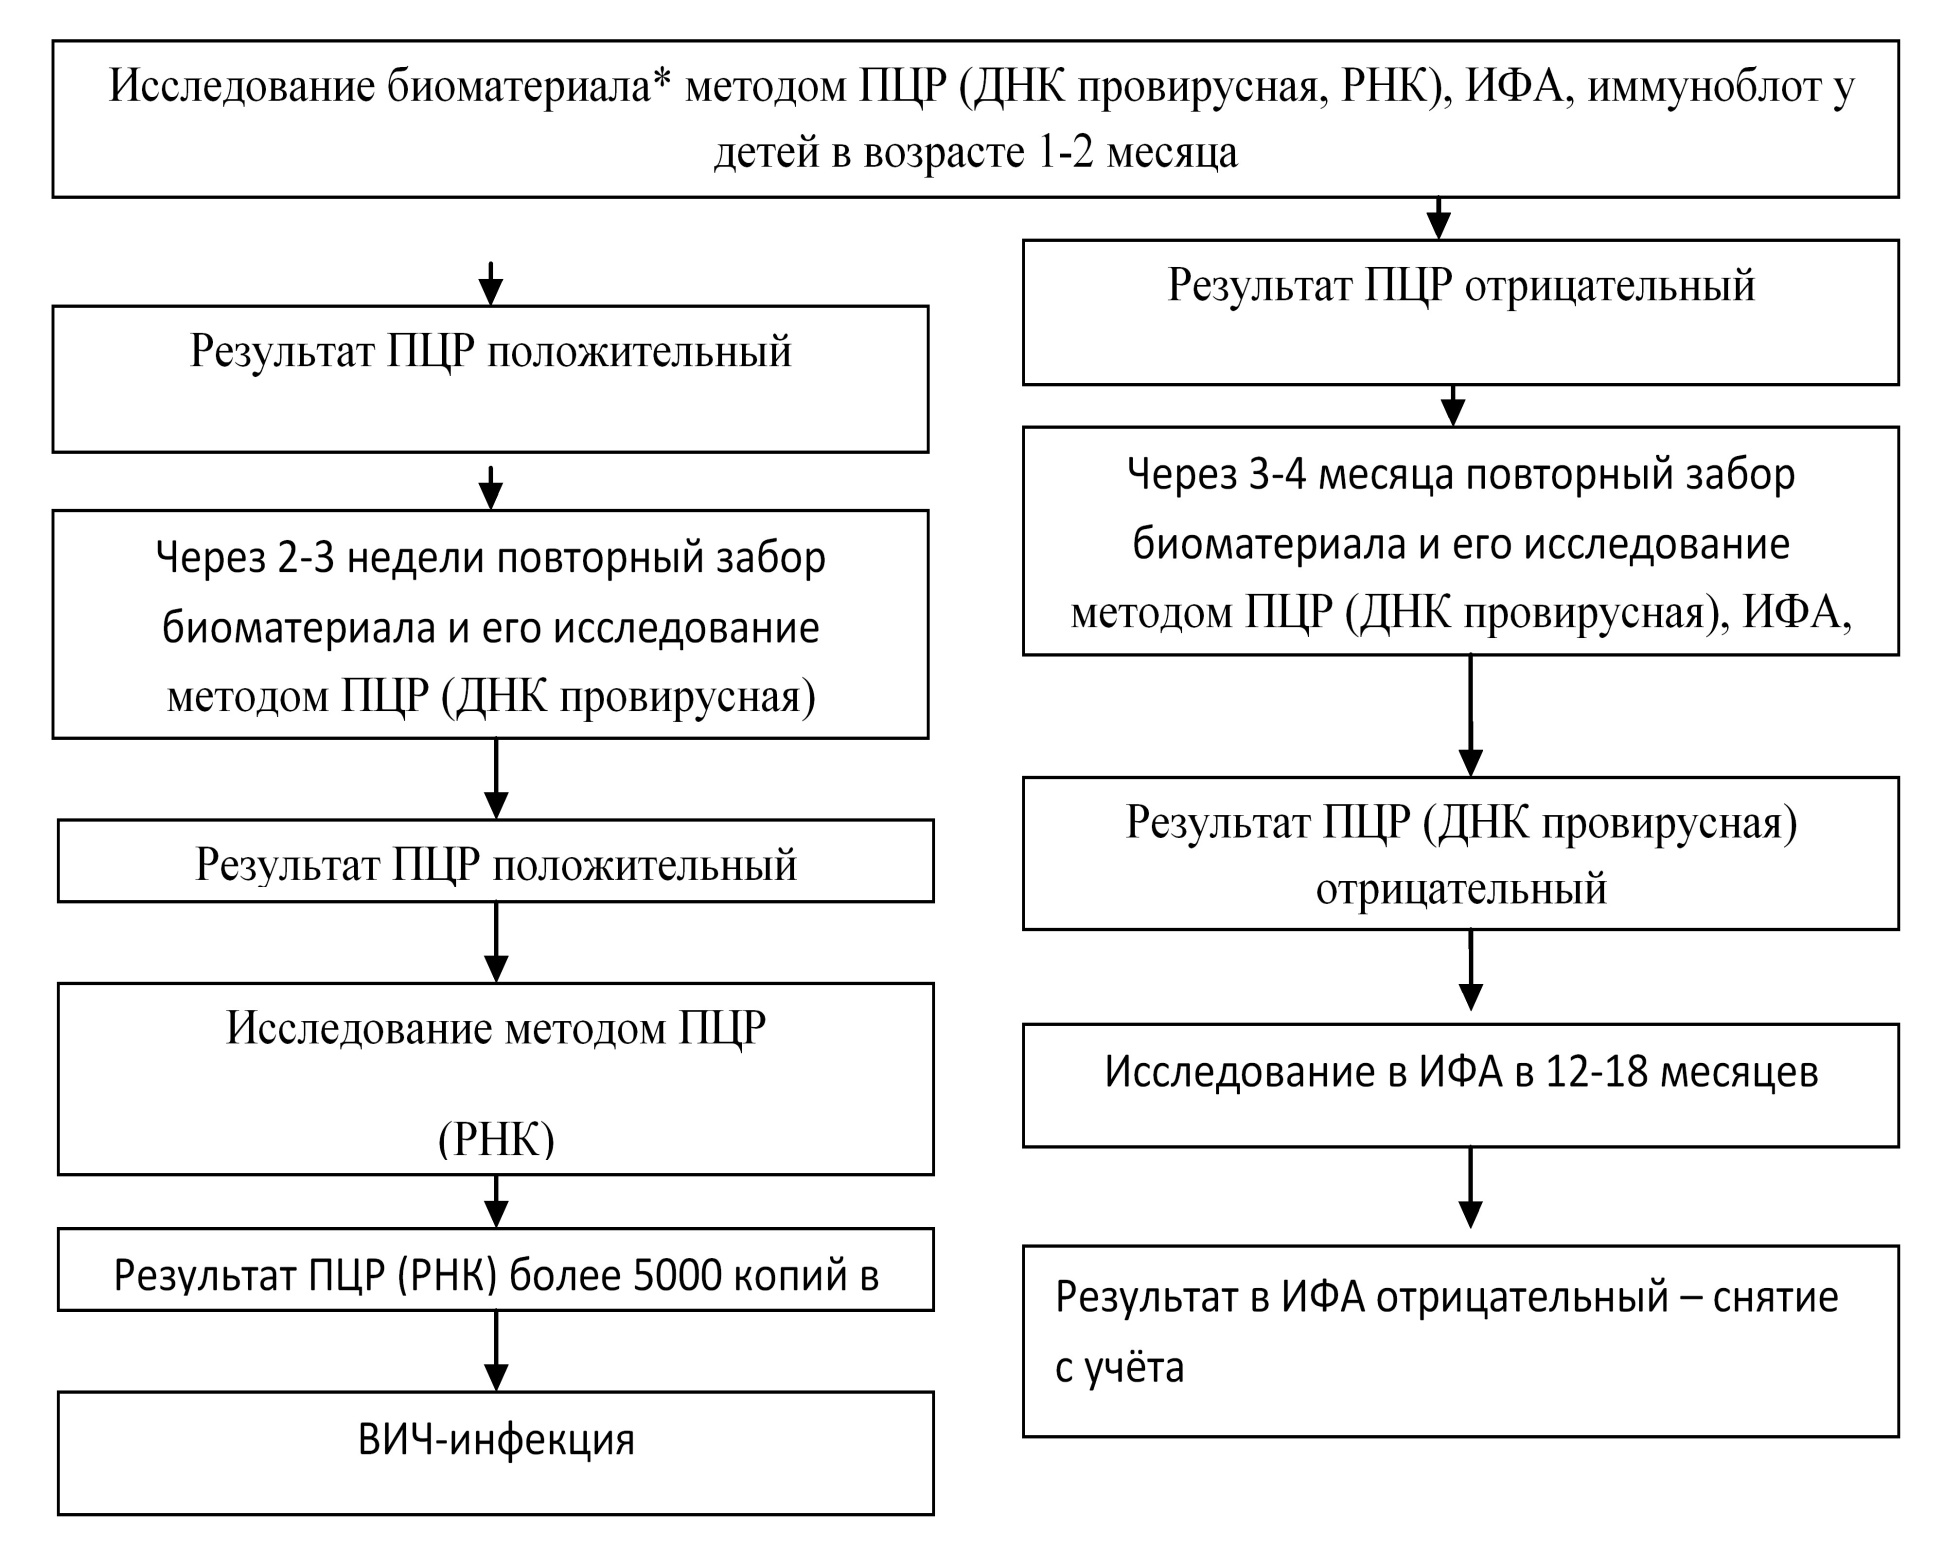 Исследование биоматериала* методом ПЦР (ДНК провирусная, РНК), ИФА, иммуноблот у
детей в возрасте 1-2 месяца
Результат ПЦР положительный
Через 2-3 недели повторный забор
биоматериала и его исследование
методом ПЦР (ДНК провирусная)
Результат ПЦР положительный
Исследование методом ПЦР
(РНК)
Результат ПЦР (РНК) более 5000 копий в
ВИЧ-инфекция
Результат ПЦР отрицательный
Через 3-4 месяца повторный забор
биоматериала и его исследование
методом ПЦР (ДНК провирусная), ИФА,
Результат ПЦР (ДНК провирусная)
отрицательный
Исследование в ИФА в 12-18 месяцев
Результат в ИФА отрицательный – снятие
с учёта